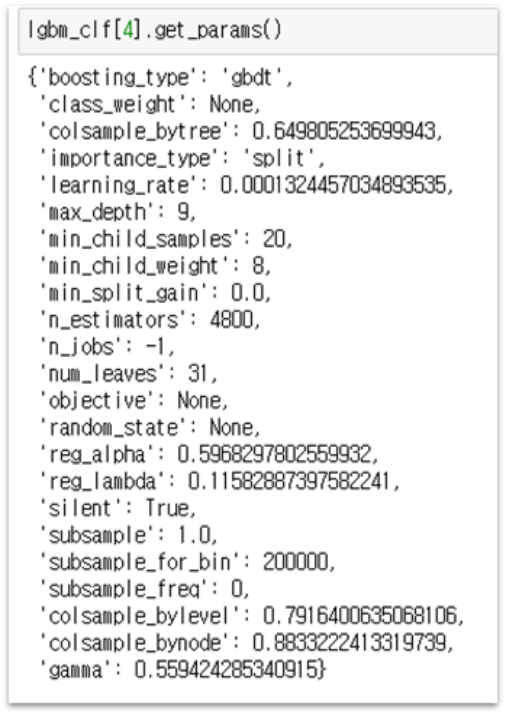 lgbm_clf[4].get_params()
{'boosting_type': 'gbdt',
'class_weight': None,
'colsample_bytree': 0.649805253699943,
'importance_type': 'split',
'learning_rate': 0.0001324457034893535,
'max_depth': 9,
'min_child_samples': 20,
'min_child_weight': 8,
'min_split_gain': 0.0,
'n_estimators': 4800,
'n_jobs': -1,
'num_leaves': 31,
'objective': None,
'random_state': None,
'reg_alpha': 0.5968297802559932,
'reg_lambda': 0.11582887397582241,
'silent': True,
'subsample': 1.0,
'subsample_for_bin': 200000,
'subsample_freq': 0,
'colsample_bylevel': 0.7916400635068106,
'colsample_bynode': 0.8833222413319739,
'gamma': 0.559424285340915}